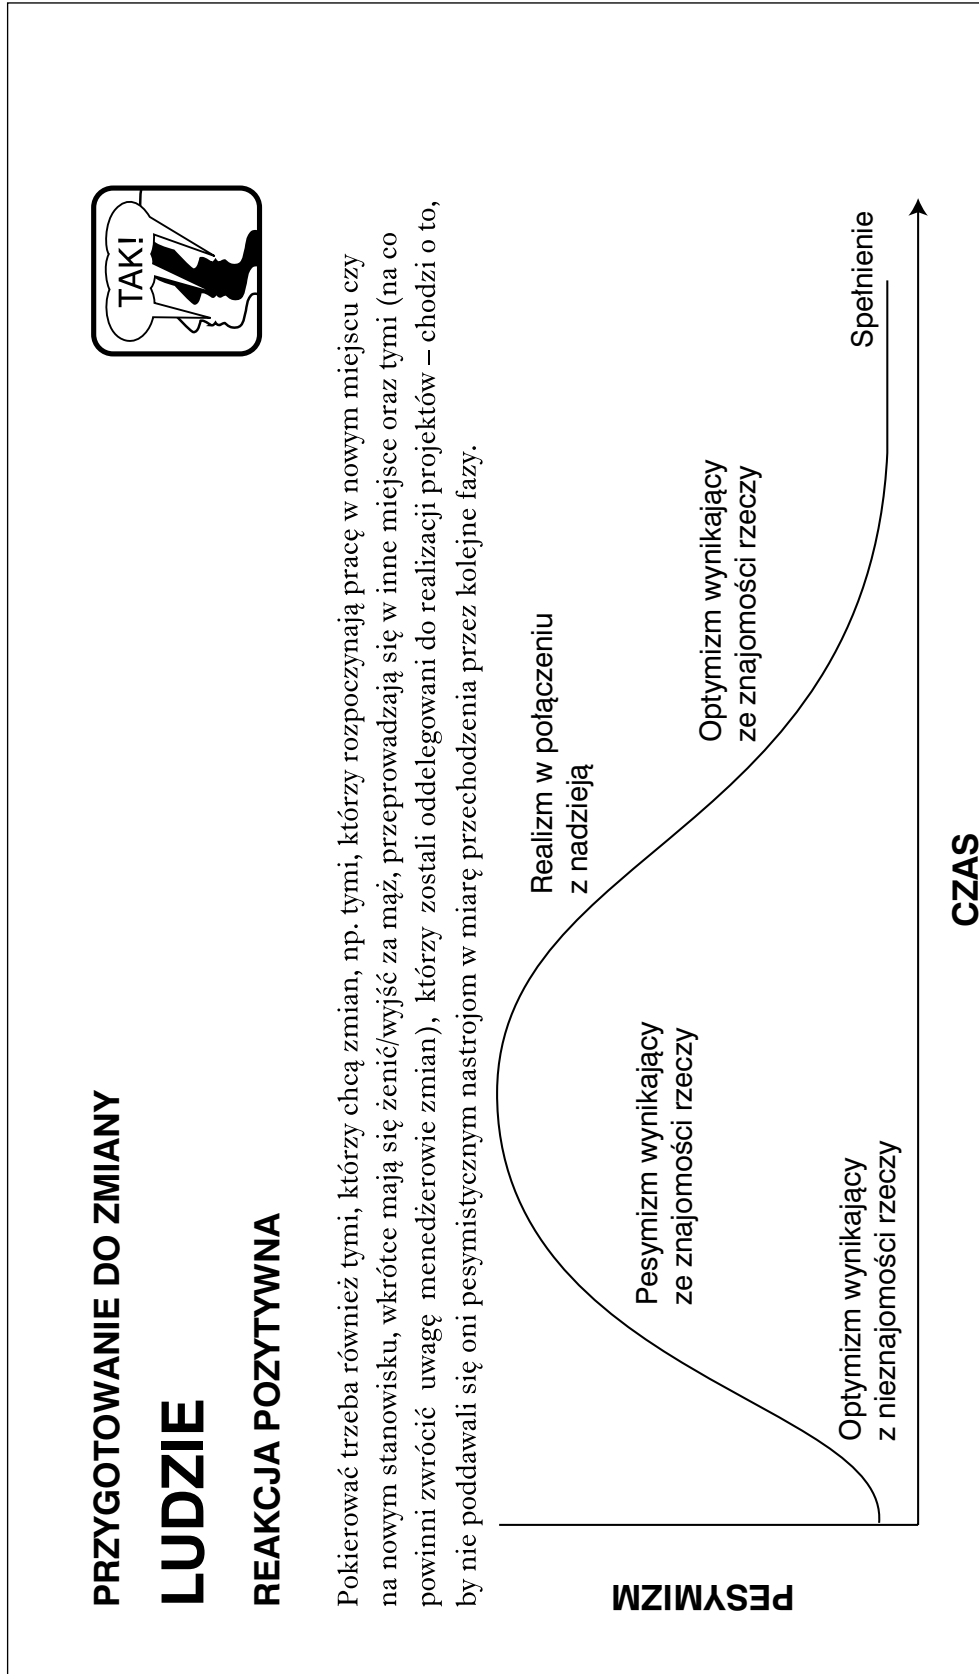 PRZYGOTOWANIE DO ZMIANY
LUDZIE
REAKCJA POZYTYWNA
TAK!
Pokierować trzeba również tymi, którzy chcą zmian, np. tymi, którzy rozpoczynają pracę w nowym miejscu czy
na nowym stanowisku, wkrótce mają się żenić/wyjść za mąż, przeprowadzają się w inne miejsce oraz tymi (na co
powinni zwrócić uwagę menedżerowie zmian), którzy zostali oddelegowani do realizacji projektów – chodzi o to,
by nie poddawali się oni pesymistycznym nastrojom w miarę przechodzenia przez kolejne fazy.
PESYMIZM
Optymizm wynikający
z nieznajomości rzeczy
Pesymizm wynikający
ze znajomości rzeczy
Realizm w połączeniu
z nadzieją
Optymizm wynikający
ze znajomości rzeczy
Spełnienie
CZAS